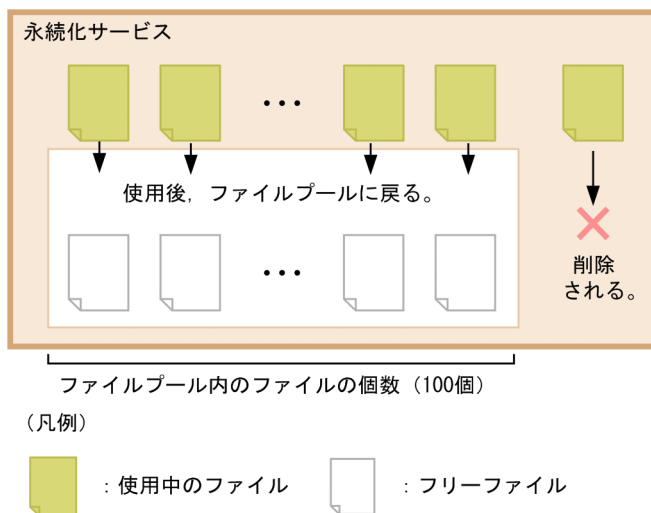 永続化サービス
使用後，ファイルプールに戻る。
削除
される。
ファイルプール内のファイルの個数（100個）
（凡例）
：使用中のファイル
：フリーファイル